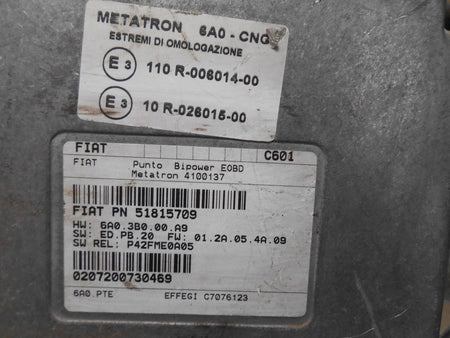 METATRON 6A0 - CNG
ESTREMI DI OMOLOGAZIONE
E 3 110 R-006014-00
E 3 10 R-026015-00
FIAT C601
FIAT Punto Bipower EOBD
Metatron 4100137
FIAT PN 51815709
HW: 6A0.3B0.00.A9
SW: ED.PB.20 FW: 01.2A.05.4A.09
SW REL: P42FME0A05
0207200730469
6A0.PTE EFFEGI C7076123